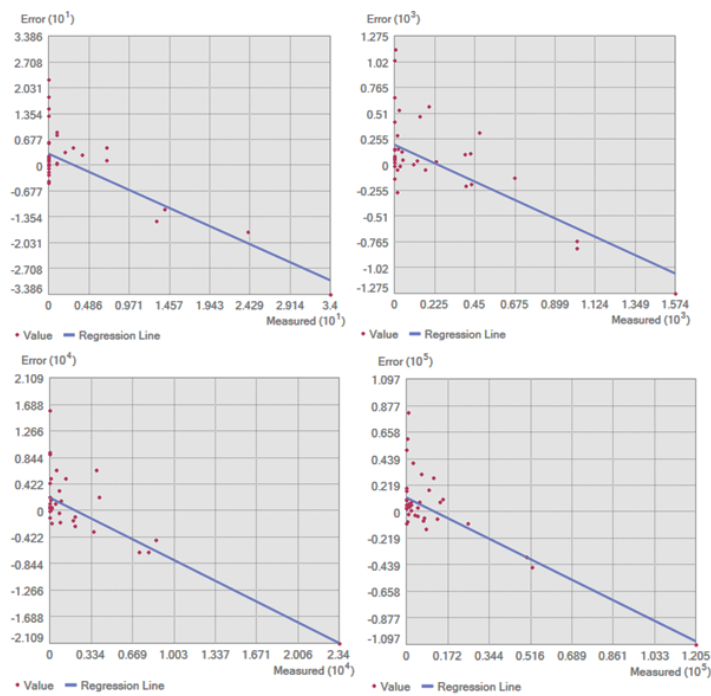 Error (10¹)
3.386
2.708
2.031
1.354
0.677
0
-0.677
-1.354
-2.031
-2.708
-3.386
0 0.486 0.971 1.457 1.943 2.429 2.914 3.4
Measured (10¹)
Value Regression Line
Error (10³)
1.275
1.02
0.765
0.51
0.255
0
-0.255
-0.51
-0.765
-1.02
-1.275
0 0.225 0.45 0.675 0.899 1.124 1.349 1.574
Measured (10³)
Value Regression Line
Error (10⁴)
2.109
1.688
1.266
0.844
0.422
0
-0.422
-0.844
-1.266
-1.688
-2.109
0 0.334 0.669 1.003 1.337 1.671 2.006 2.34
Measured (10⁴)
Value Regression Line
Error (10⁵)
1.097
0.877
0.658
0.439
0.219
0
-0.219
-0.439
-0.658
-0.877
-1.097
0 0.172 0.344 0.516 0.689 0.861 1.033 1.205
Measured (10⁵)
Value Regression Line